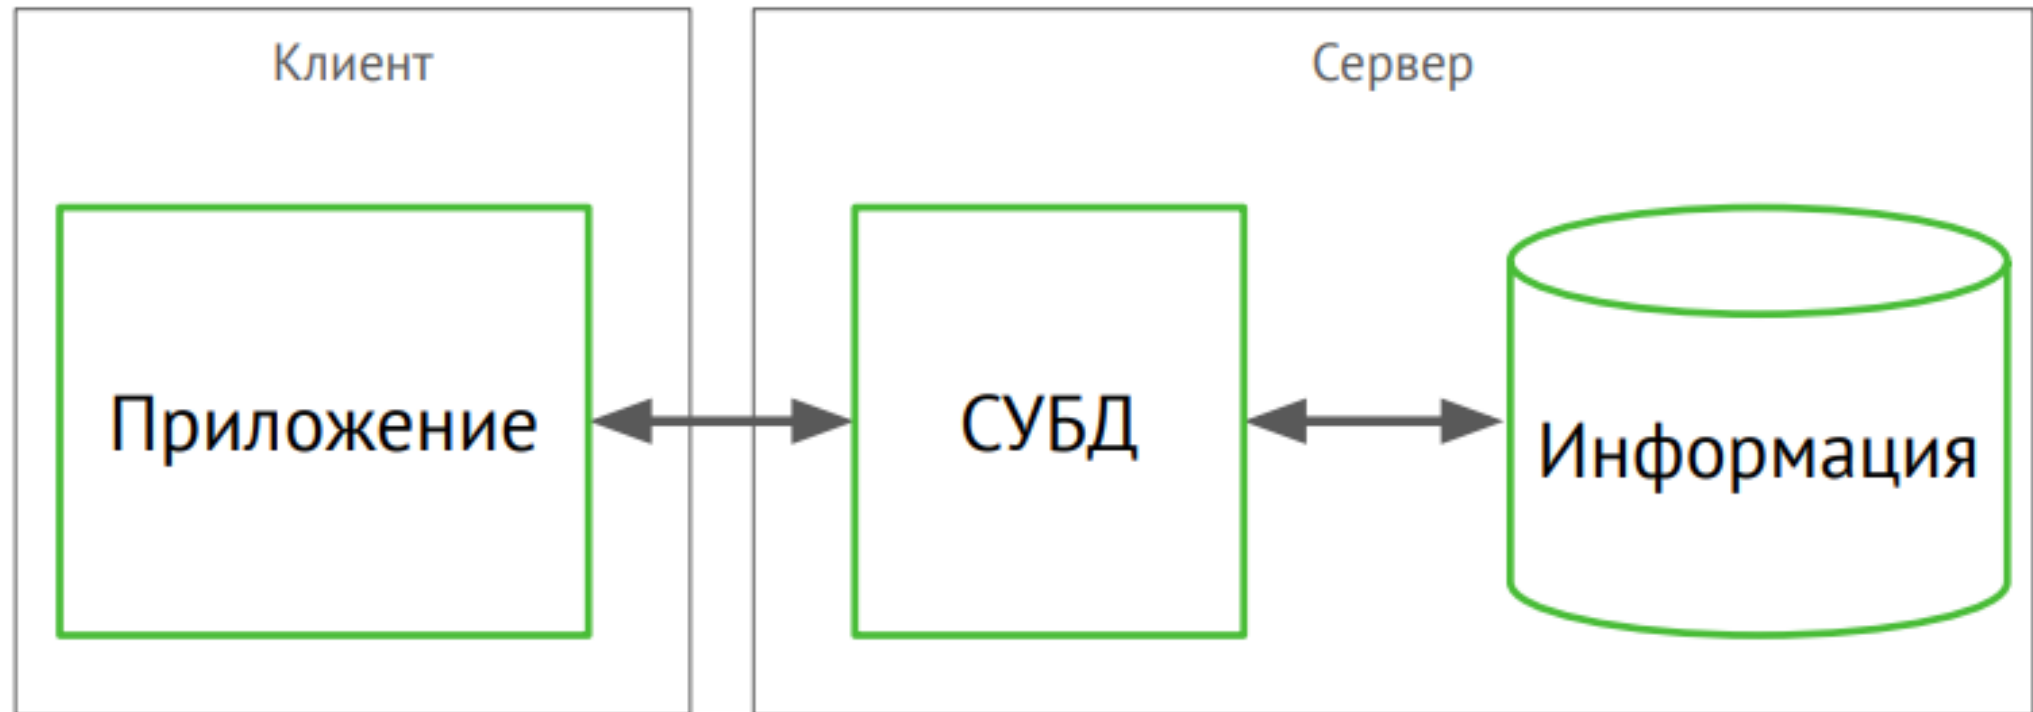 Клиент
Сервер
Приложение
СУБД
Информация